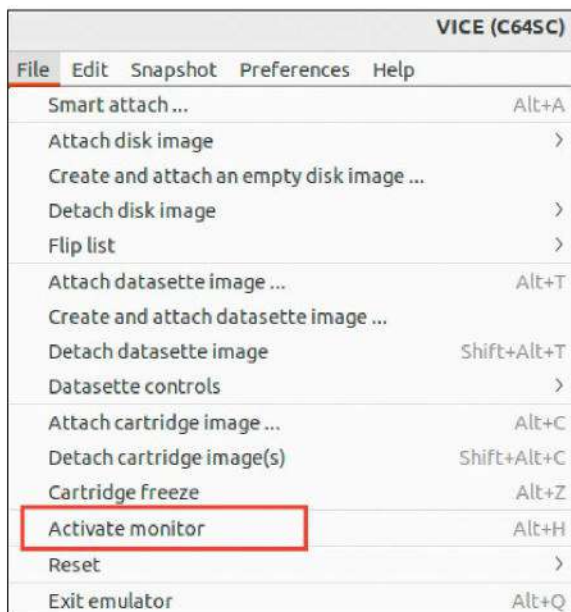 VICE (C64SC)
File Edit Snapshot Preferences Help
Smart attach ... Alt+A
Attach disk image >
Create and attach an empty disk image ...
Detach disk image >
Flip list >
Attach datasette image ... Alt+T
Create and attach datasette image ...
Detach datasette image Shift+Alt+T
Datasette controls >
Attach cartridge image ... Alt+C
Detach cartridge image(s) Shift+Alt+C
Cartridge freeze Alt+Z
Activate monitor Alt+H
Reset >
Exit emulator Alt+Q